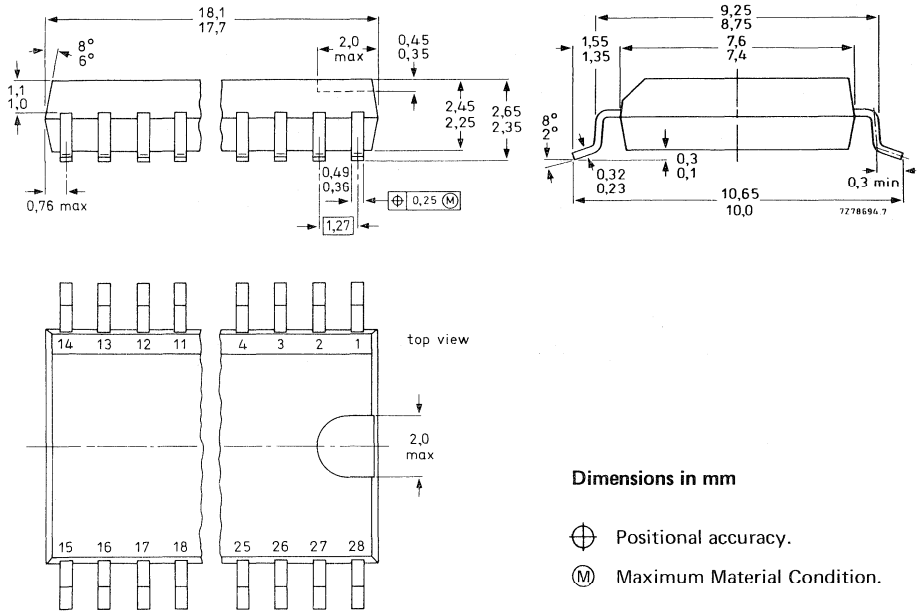 18,1
17,7
8°
6°
2,0
max
0,45
0,35
1,1
1,0
2,45
2,25
2,65
2,35
0,76 max
0,49
0,36
⌖ 0,25 Ⓜ
1,27
9,25
8,75
1,55
1,35
7,6
7,4
8°
2°
0,32
0,23
0,3
0,1
0,3 min
10,65
10,0
7Z78694.7
14 13 12 11 4 3 2 1
top view
2,0
max
15 16 17 18 25 26 27 28
Dimensions in mm
⌖ Positional accuracy.
Ⓜ Maximum Material Condition.